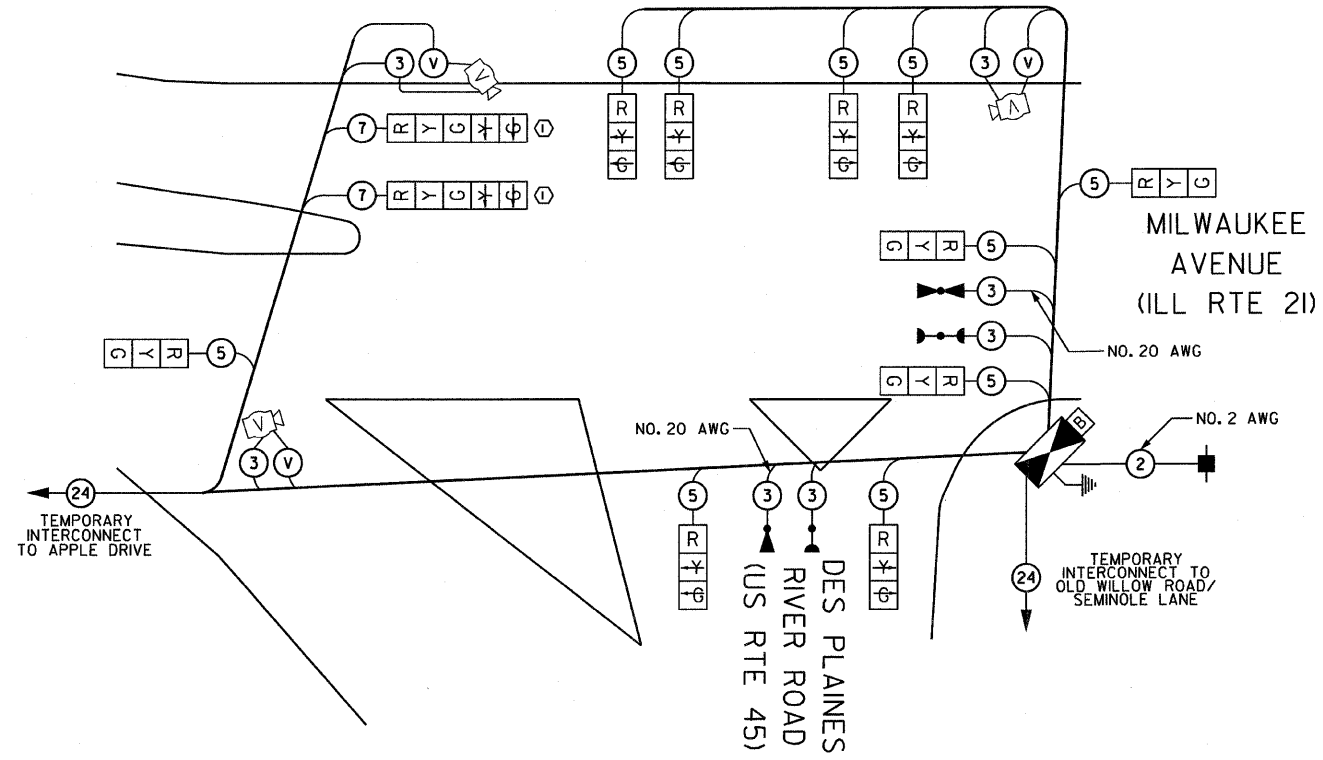 3 V 5 5 5 5 3 V
V
V
R R R R
Y Y Y Y
G G G G
7 R Y G Y G 1
7 R Y G Y G 1
5 R Y G
MILWAUKEE
AVENUE
(ILL RTE 21)
G Y R 5
3
3
NO. 20 AWG
G Y R 5
G Y R 5
V
3 V
NO. 20 AWG
B
NO. 2 AWG
2
24
TEMPORARY
INTERCONNECT
TO APPLE DRIVE
5 3 3 5
R R
Y Y
G G
DES PLAINES
RIVER ROAD
(US RTE 45)
24
TEMPORARY
INTERCONNECT TO
OLD WILLOW ROAD/
SEMINOLE LANE